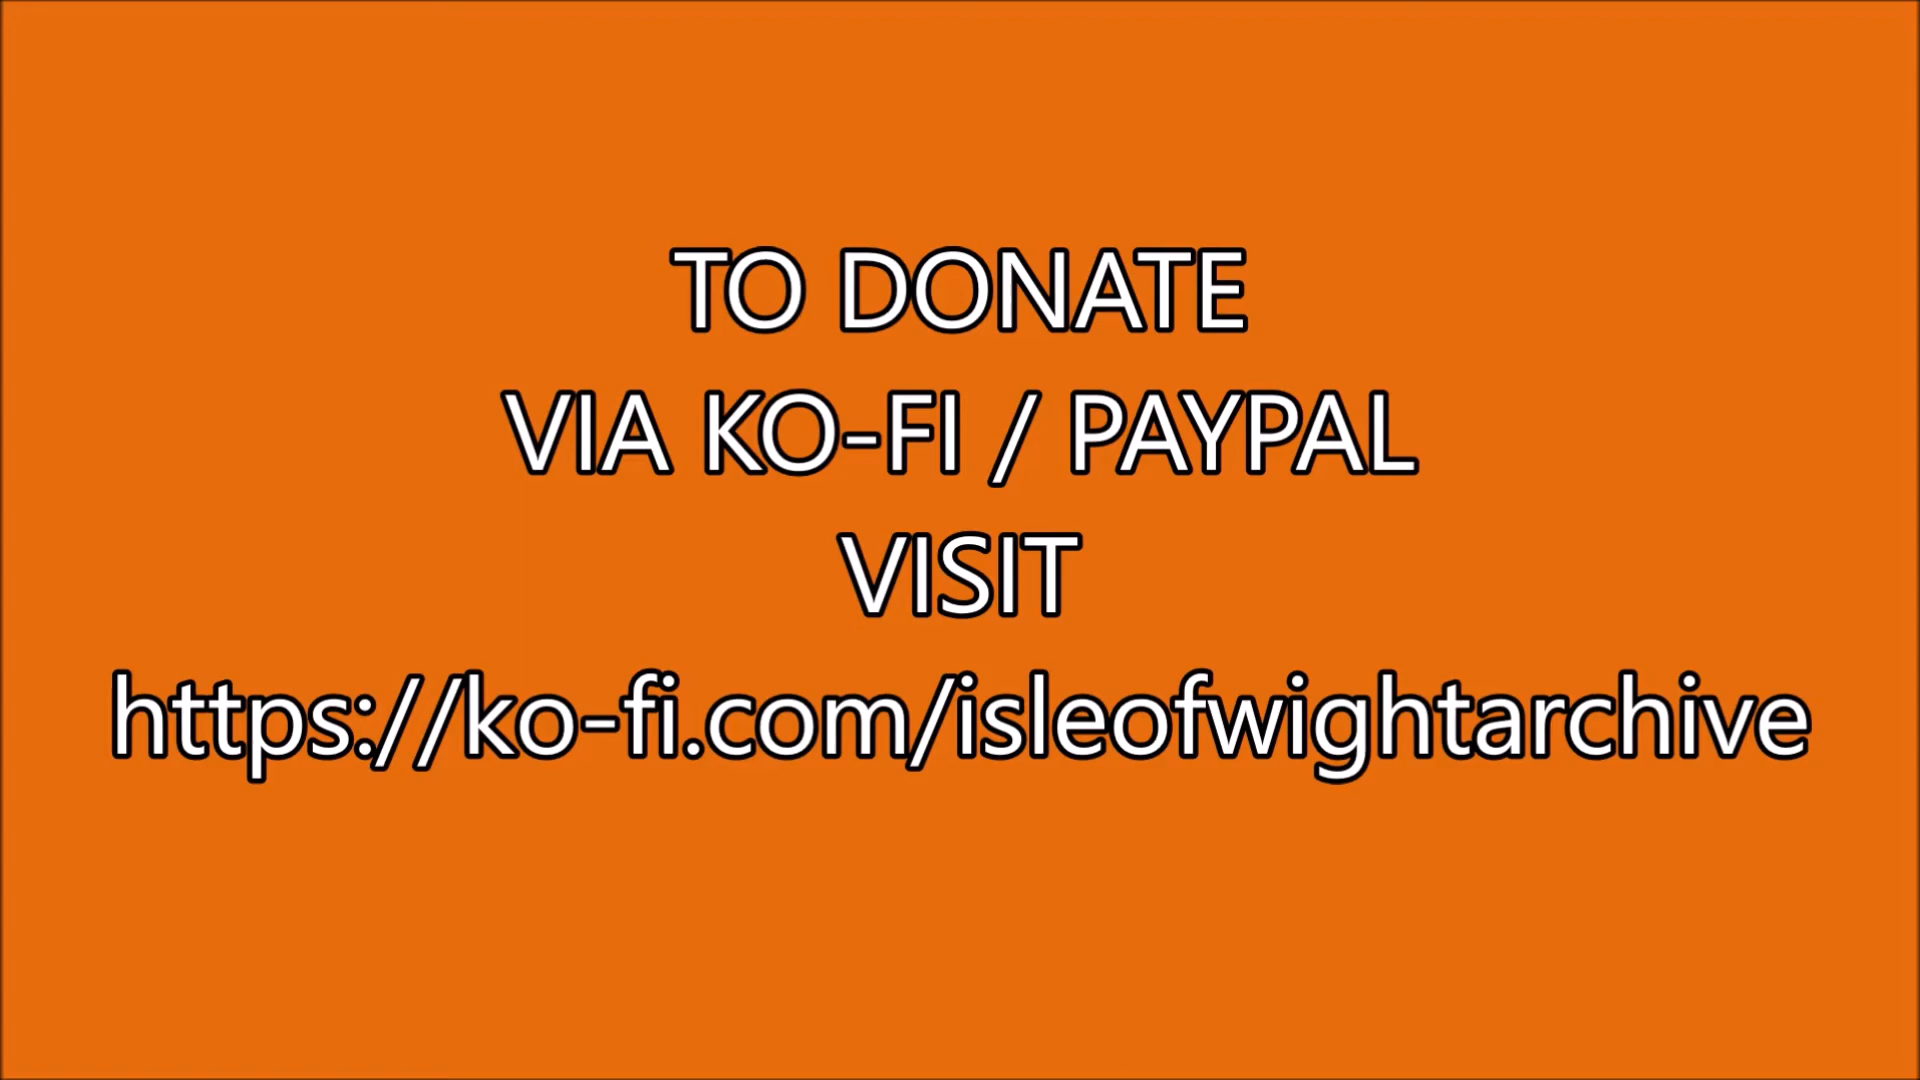 TO DONATE
VIA KO-FI / PAYPAL
VISIT
https://ko-fi.com/isleofwightarchive